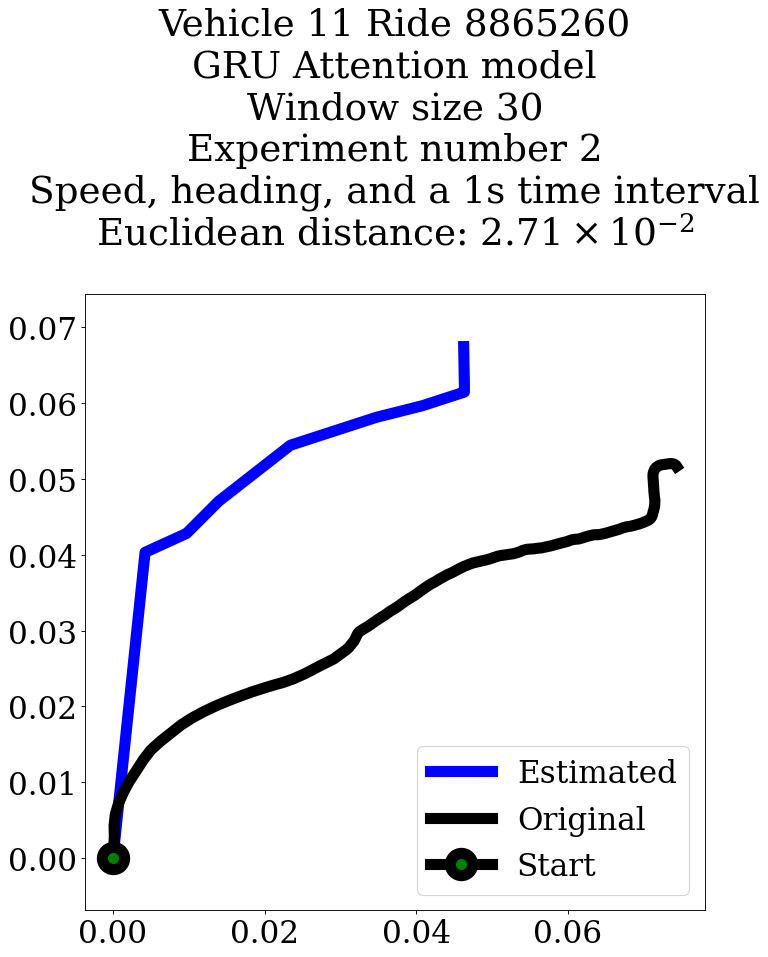 Vehicle 11 Ride 8865260
GRU Attention model
Window size 30
Experiment number 2
Speed, heading, and a 1s time interval
Euclidean distance: 2.71 × 10⁻²
0.07
0.06
0.05
0.04
0.03
0.02
0.01
0.00
Estimated
Original
Start
0.00 0.02 0.04 0.06